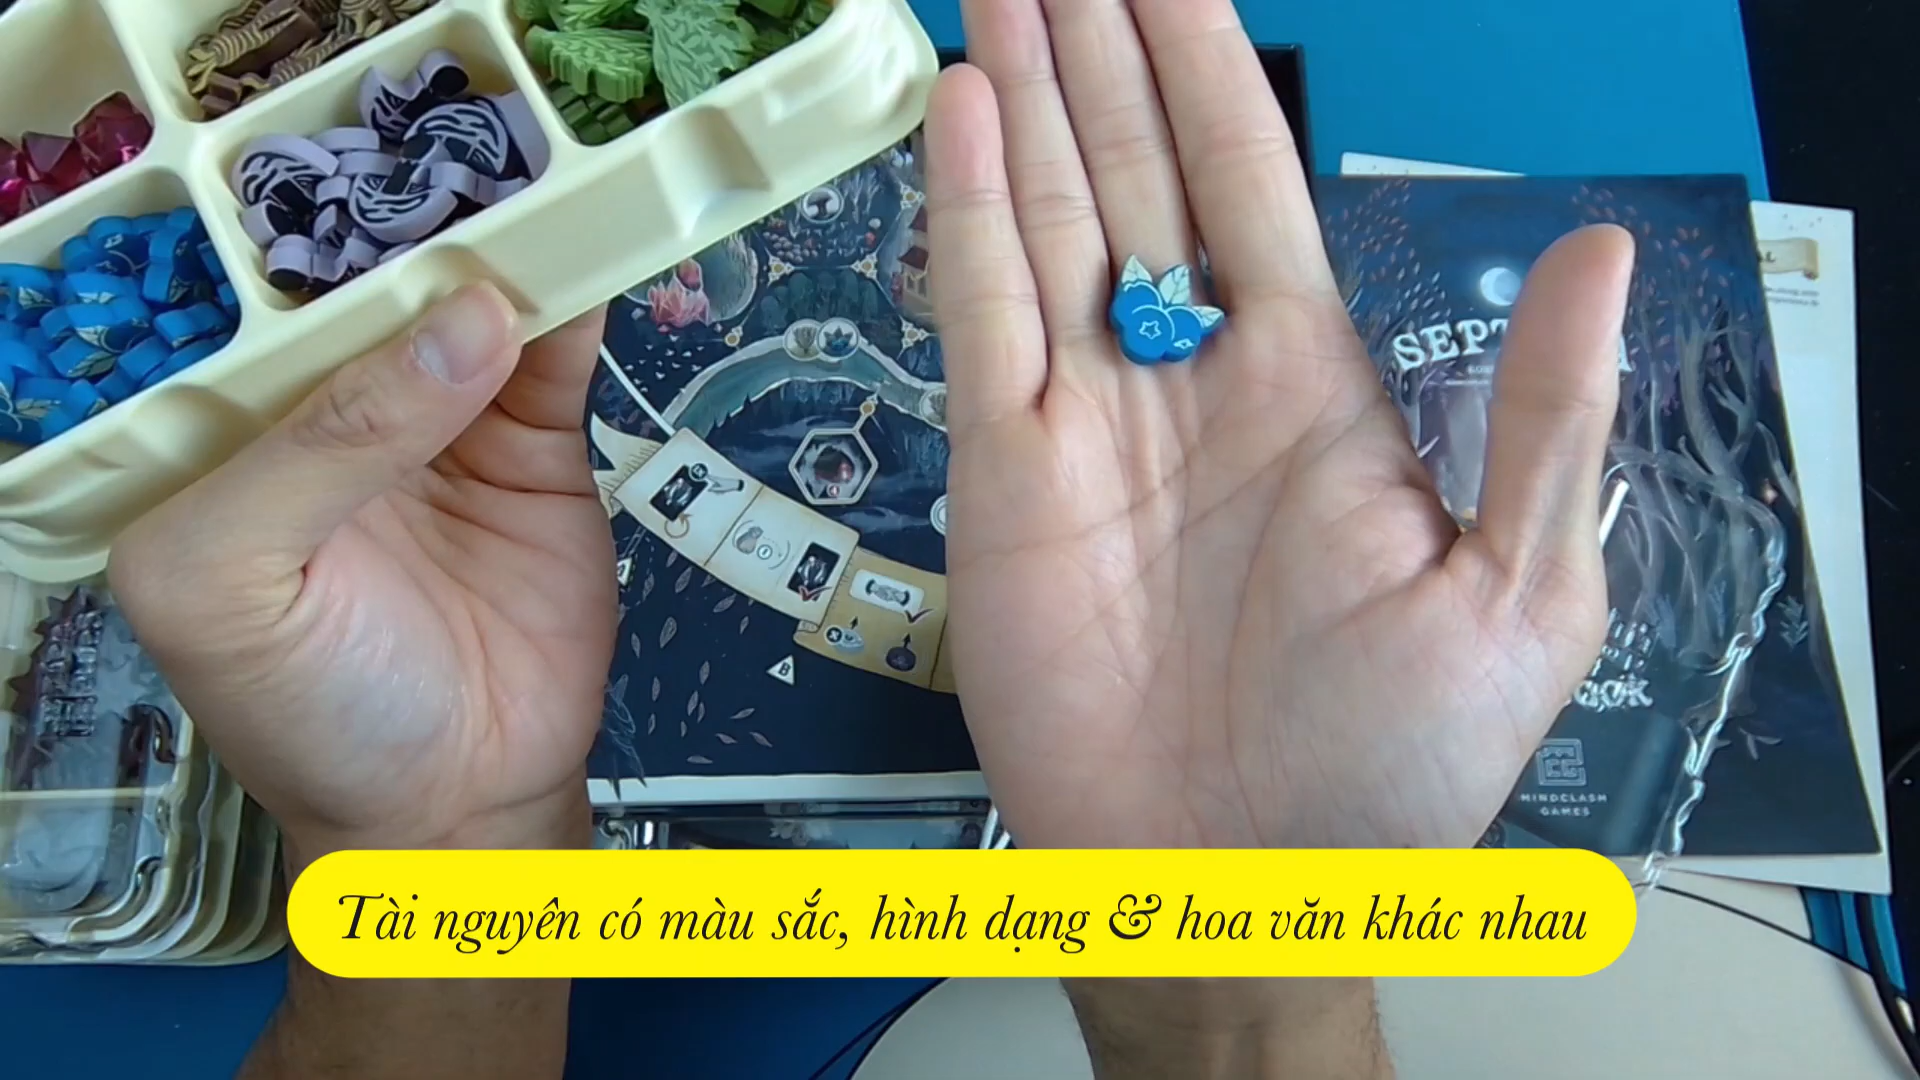 B
MINDCLASH
GAMES
Tài nguyên có màu sắc, hình dạng & hoa văn khác nhau